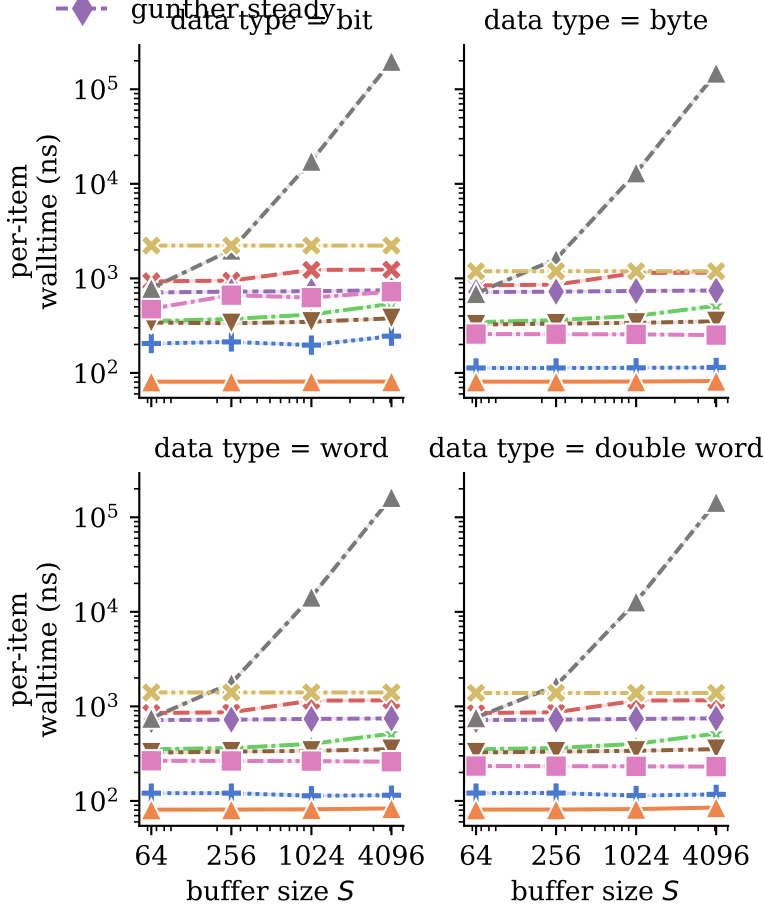 gunther steady
data type = bit
data type = byte
10⁵
10⁴
10³
10²
per-item
walltime (ns)
data type = word
data type = double word
10⁵
10⁴
10³
10²
per-item
walltime (ns)
64 256 1024 4096
64 256 1024 4096
buffer size S
buffer size S